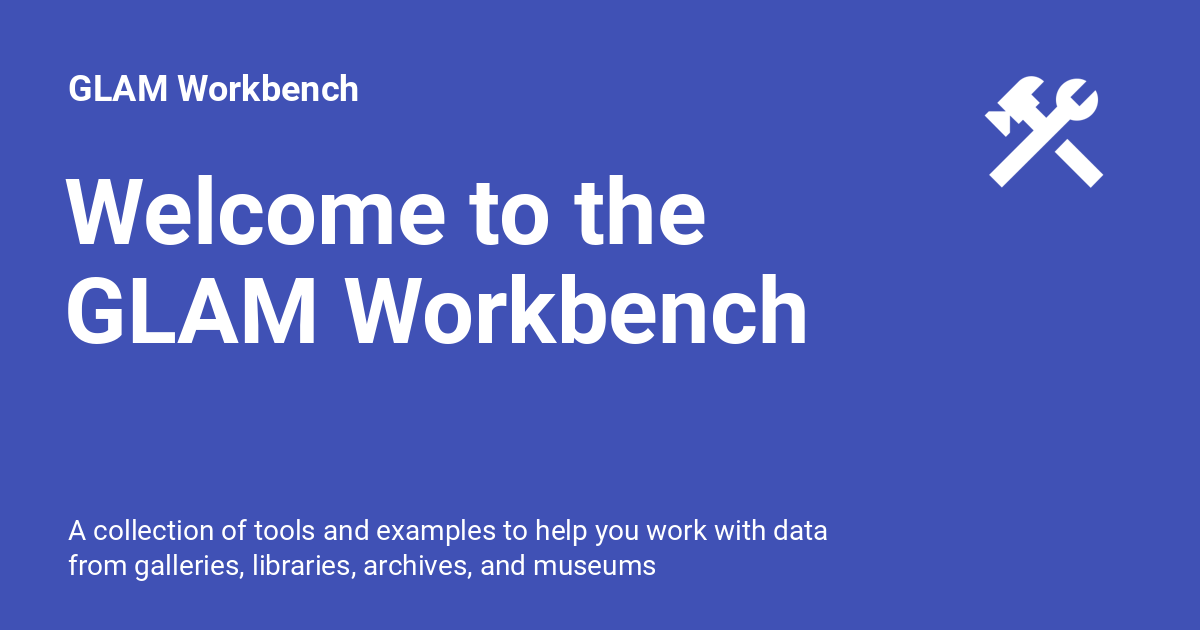 GLAM Workbench
Welcome to the
GLAM Workbench
A collection of tools and examples to help you work with data
from galleries, libraries, archives, and museums